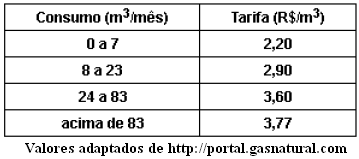 Consumo (m³/mês) Tarifa (R$/m³)
0 a 7 2,20
8 a 23 2,90
24 a 83 3,60
acima de 83 3,77
Valores adaptados de http://portal.gasnatural.com